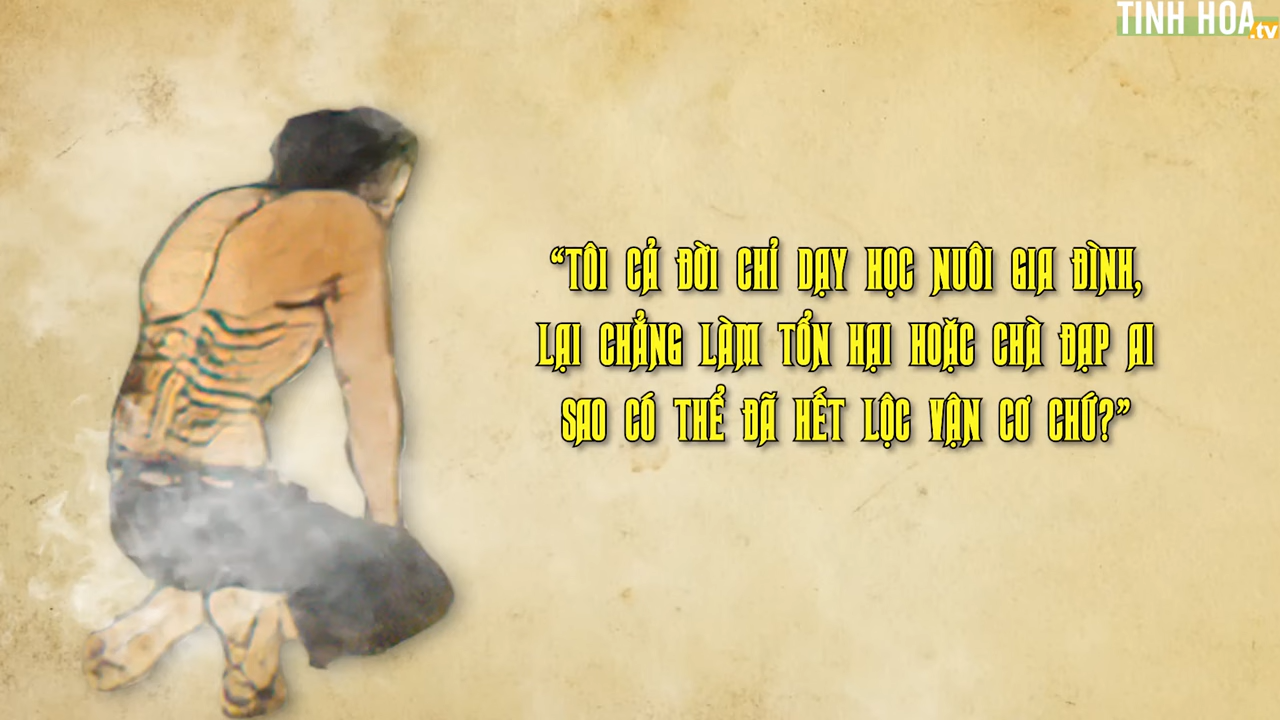 TINH HOA.tv
“TÔI CẢ ĐỜI CHỈ DẠY HỌC NUÔI GIA ĐÌNH,
LẠI CHẲNG LÀM TỔN HẠI HOẶC CHÀ ĐẠP AI
SAO CÓ THỂ ĐÃ HẾT LỘC VẬN CƠ CHỨ?”